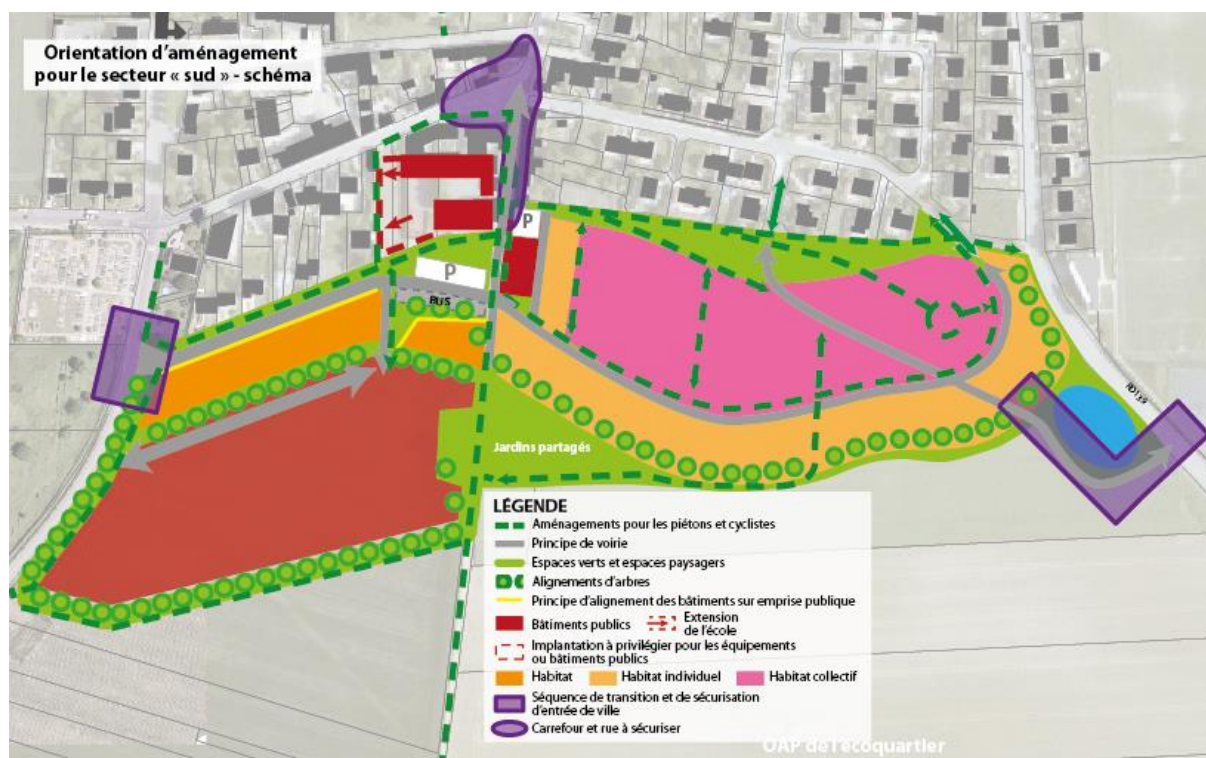 Orientation d'aménagement
pour le secteur « sud » - schéma
P
P
BUS
RD139
Jardins partagés
LÉGENDE
Aménagements pour les piétons et cyclistes
Principe de voirie
Espaces verts et espaces paysagers
Alignements d'arbres
Principe d'alignement des bâtiments sur emprise publique
Bâtiments publics
Extension
de l'école
Implantation à privilégier pour les équipements
ou bâtiments publics
Habitat
Habitat individuel
Habitat collectif
Séquence de transition et de sécurisation
d'entrée de ville
Carrefour et rue à sécuriser
OAP de l'écoquartier